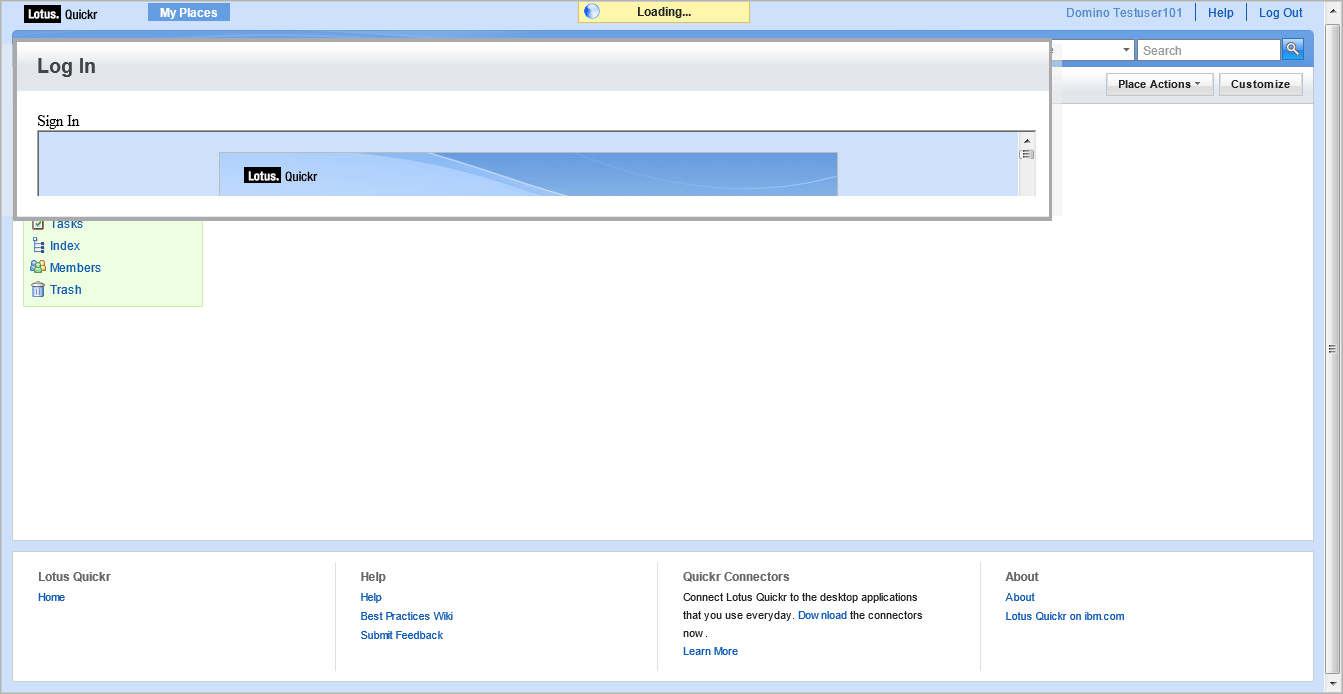 Lotus. Quickr
My Places
Loading...
Domino Testuser101
Help
Log Out
Search
Log In
Place Actions
Customize
Sign In
Lotus. Quickr
Tasks
Index
Members
Trash
Lotus Quickr
Home
Help
Help
Best Practices Wiki
Submit Feedback
Quickr Connectors
Connect Lotus Quickr to the desktop applications
that you use everyday. Download the connectors
now .
Learn More
About
About
Lotus Quickr on ibm.com